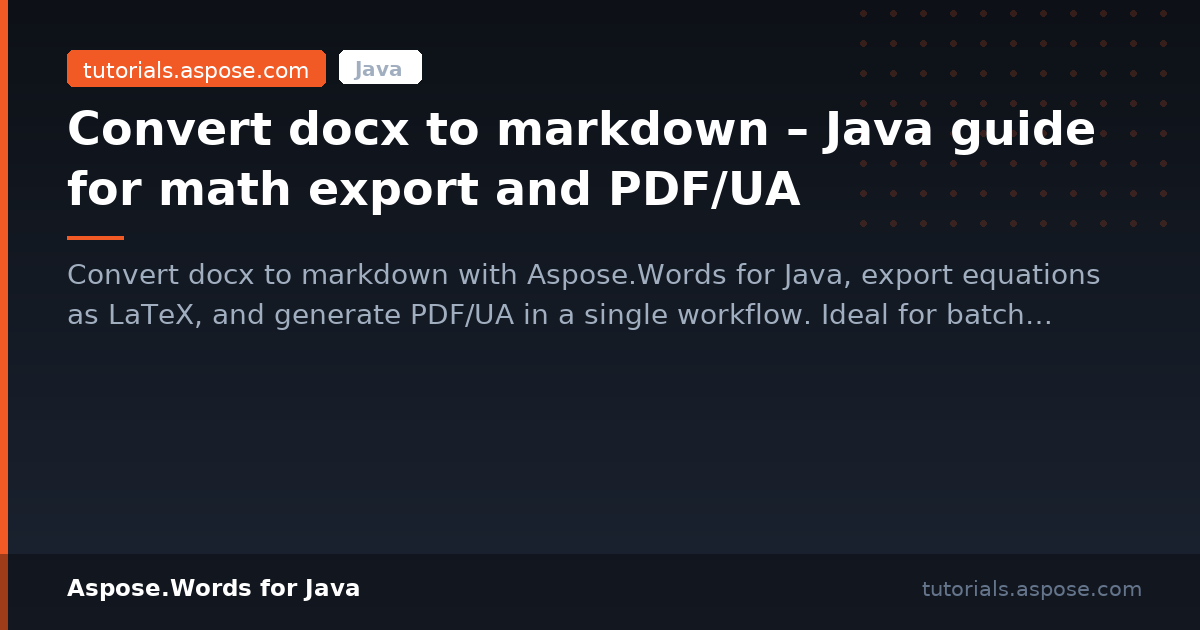 tutorials.aspose.com
Java
Convert docx to markdown – Java guide
for math export and PDF/UA
Convert docx to markdown with Aspose.Words for Java, export equations
as LaTeX, and generate PDF/UA in a single workflow. Ideal for batch…
Aspose.Words for Java
tutorials.aspose.com